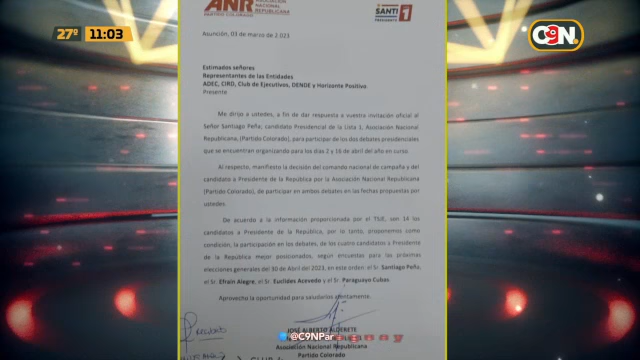 27°
11:03
C9N
ANR
ASOCIACIÓN
NACIONAL
REPUBLICANA
PARTIDO COLORADO
SANTI
PRESIDENTE
1
Asunción, 03 de marzo de 2.023
Estimados señores
Representantes de las Entidades
ADEC, CIRD, Club de Ejecutivos, DENDE y Horizonte Positivo.
Presente
Me dirijo a ustedes, a fin de dar respuesta a vuestra invitación oficial al
Señor Santiago Peña; candidato Presidencial de la Lista 1, Asociación Nacional
Republicana, (Partido Colorado), para participar de los dos debates presidenciales
que se encuentran organizando para los días 2 y 16 de abril del año en curso.
Al respecto, manifiesto la decisión del comando nacional de campaña y del
candidato a Presidente de la República por la Asociación Nacional Republicana
(Partido Colorado), de participar en ambos debates en las fechas propuestas por
ustedes.
De acuerdo a la información proporcionada por el TSJE, son 14 los
candidatos a Presidente de la República, por lo tanto, proponemos como
condición, la participación en los debates, de los cuatro candidatos a Presidente
de la República mejor posicionados, según encuestas para las próximas
elecciones generales del 30 de Abril del 2023, en este orden: el Sr. Santiago Peña,
el Sr. Efraín Alegre, el Sr. Euclides Acevedo y el Sr. Paraguayo Cubas.
Aprovecho la oportunidad para saludarlos atentamente.
JOSÉ ALBERTO ALDERETE
@C9NPar
Asociación Nacional Republicana
Partido Colorado